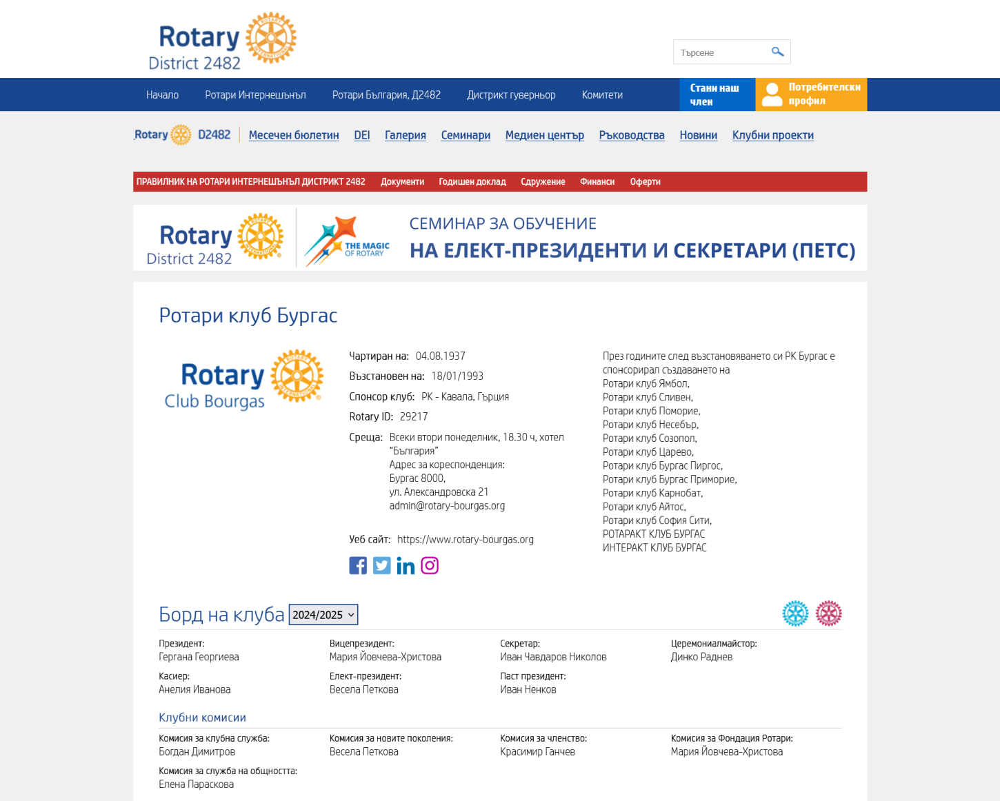 Rotary
District 2482
Търсене
Начало
Ротари Интернешънъл
Ротари България, Д2482
Дистрикт гуверньор
Комитети
Стани наш
член
Потребителски
профил
Rotary D2482
Месечен бюлетин
DEI
Галерия
Семинари
Медиен център
Ръководства
Новини
Клубни проекти
ПРАВИЛНИК НА РОТАРИ ИНТЕРНЕШЪНЪЛ ДИСТРИКТ 2482
Документи
Годишен доклад
Сдружение
Финанси
Оферти
Rotary
District 2482
THE MAGIC
OF ROTARY
СЕМИНАР ЗА ОБУЧЕНИЕ
НА ЕЛЕКТ-ПРЕЗИДЕНТИ И СЕКРЕТАРИ (ПЕТС)
Ротари клуб Бургас
Rotary
Club Bourgas
Чартиран на: 04.08.1937
Възстановен на: 18/01/1993
Спонсор клуб: РК - Кавала, Гърция
Rotary ID: 29217
Среща: Всеки втори понеделник, 18.30 ч, хотел
“България”
Адрес за кореспонденция:
Бургас 8000,
ул. Александровска 21
admin@rotary-bourgas.org
Уеб сайт: https://www.rotary-bourgas.org
През годините след възстановяването си РК Бургас е
спонсорирал създаването на
Ротари клуб Ямбол,
Ротари клуб Сливен,
Ротари клуб Поморие,
Ротари клуб Несебър,
Ротари клуб Созопол,
Ротари клуб Царево,
Ротари клуб Бургас Пиргос,
Ротари клуб Бургас Приморие,
Ротари клуб Карнобат,
Ротари клуб Айтос,
Ротари клуб София Сити,
РОТАРАКТ КЛУБ БУРГАС
ИНТЕРАКТ КЛУБ БУРГАС
Борд на клуба 2024/2025
Президент:
Гергана Георгиева
Вицепрезидент:
Мария Йовчева-Христова
Секретар:
Иван Чавдаров Николов
Церемониалмайстор:
Динко Раднев
Касиер:
Анелия Иванова
Елект-президент:
Весела Петкова
Паст президент:
Иван Ненков
Клубни комисии
Комисия за клубна служба:
Богдан Димитров
Комисия за новите поколения:
Весела Петкова
Комисия за членство:
Красимир Ганчев
Комисия за Фондация Ротари:
Мария Йовчева-Христова
Комисия за служба на общността:
Елена Параскова